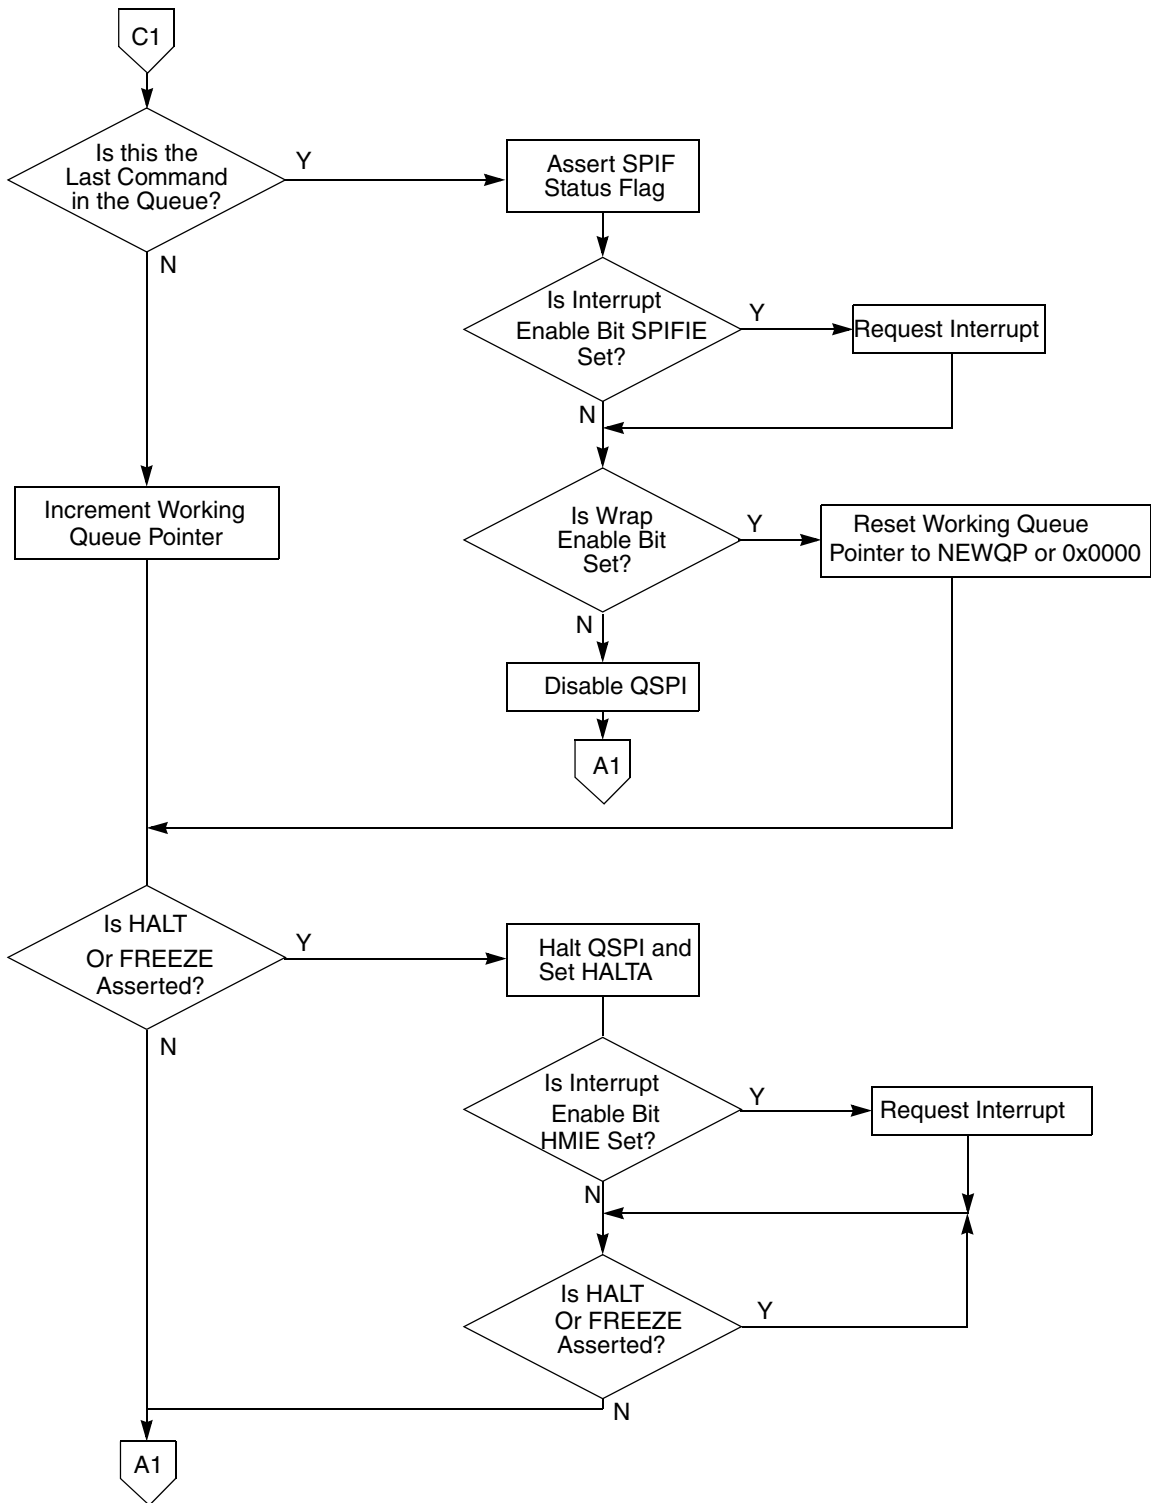 C1
Is this the
Last Command
in the Queue?
Y
N
Assert SPIF
Status Flag
Is Interrupt
Enable Bit SPIFIE
Set?
Y
Request Interrupt
N
Increment Working
Queue Pointer
Is Wrap
Enable Bit
Set?
Y
Reset Working Queue
Pointer to NEWQP or 0x0000
N
Disable QSPI
A1
Is HALT
Or FREEZE
Asserted?
Y
N
Halt QSPI and
Set HALTA
Is Interrupt
Enable Bit
HMIE Set?
Y
Request Interrupt
N
Is HALT
Or FREEZE
Asserted?
Y
N
A1